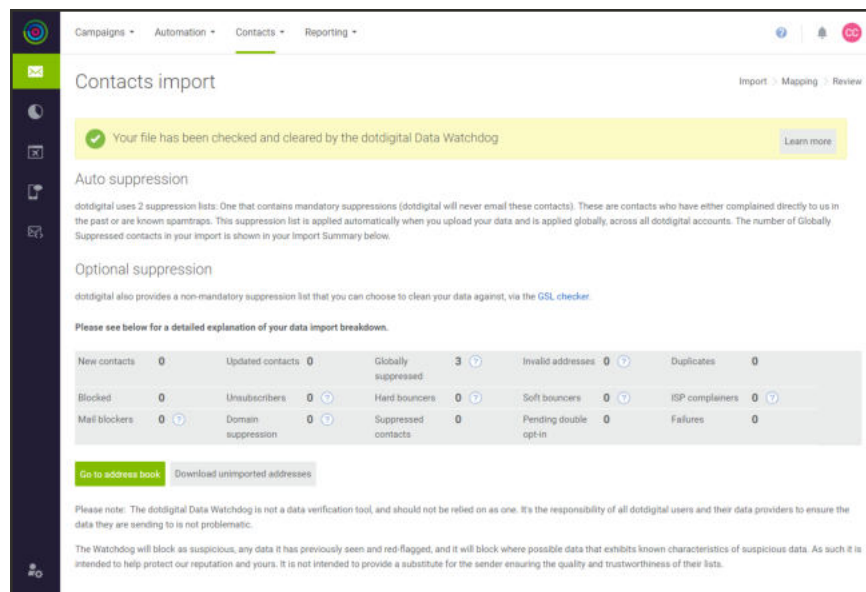 Campaigns Automation Contacts Reporting CC
Contacts import
Import > Mapping > Review
Your file has been checked and cleared by the dotdigital Data Watchdog
Learn more
Auto suppression
dotdigital uses 2 suppression lists: One that contains mandatory suppressions (dotdigital will never email these contacts). These are contacts who have either complained directly to us in
the past or are known spamtraps. This suppression list is applied automatically when you upload your data and is applied globally, across all dotdigital accounts. The number of Globally
Suppressed contacts in your import is shown in your Import Summary below.
Optional suppression
dotdigital also provides a non-mandatory suppression list that you can choose to clean your data against, via the GSL checker.
Please see below for a detailed explanation of your data import breakdown.
New contacts 0 Updated contacts 0 Globally suppressed 3 ? Invalid addresses 0 ? Duplicates 0
Blocked 0 Unsubscribers 0 ? Hard bouncers 0 ? Soft bouncers 0 ? ISP complainers 0 ?
Mail blockers 0 ? Domain suppression 0 ? Suppressed contacts 0 Pending double opt-in 0 Failures 0
Go to address book Download unimported addresses
Please note: The dotdigital Data Watchdog is not a data verification tool, and should not be relied on as one. It's the responsibility of all dotdigital users and their data providers to ensure the
data they are sending to is not problematic.
The Watchdog will block as suspicious, any data it has previously seen and red-flagged, and it will block where possible data that exhibits known characteristics of suspicious data. As such it is
intended to help protect our reputation and yours. It is not intended to provide a substitute for the sender ensuring the quality and trustworthiness of their lists.